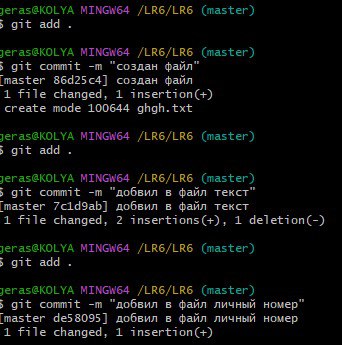 geras@KOLYA MINGW64 /LR6/LR6 (master)
$ git add .
geras@KOLYA MINGW64 /LR6/LR6 (master)
$ git commit -m "создан файл"
[master 86d25c4] создан файл
1 file changed, 1 insertion(+)
create mode 100644 ghgh.txt
geras@KOLYA MINGW64 /LR6/LR6 (master)
$ git add .
geras@KOLYA MINGW64 /LR6/LR6 (master)
$ git commit -m "добвил в файл текст"
[master 7c1d9ab] добвил в файл текст
1 file changed, 2 insertions(+), 1 deletion(-)
geras@KOLYA MINGW64 /LR6/LR6 (master)
$ git add .
geras@KOLYA MINGW64 /LR6/LR6 (master)
$ git commit -m "добвил в файл личный номер"
[master de58095] добвил в файл личный номер
1 file changed, 1 insertion(+)